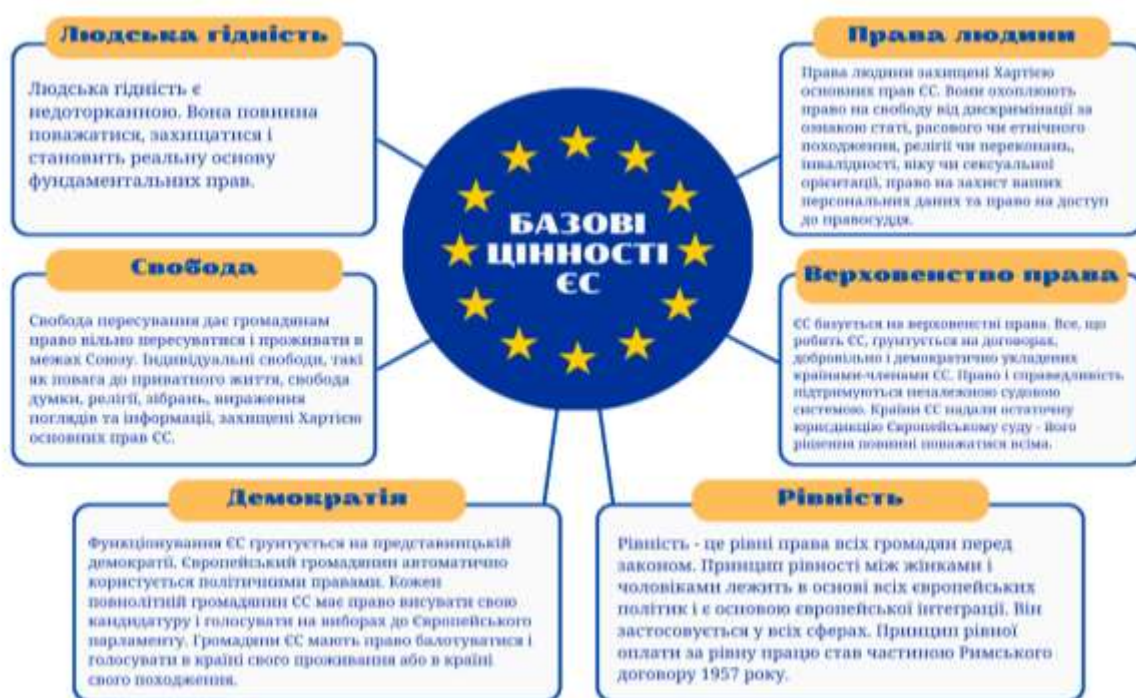 Людська гідність
Людська гідність є
недоторканною. Вона повинна
поважатися, захищатися і
становить реальну основу
фундаментальних прав.
Права людини
Права людини захищені Хартією
основних прав ЄС. Вони охоплюють
право на свободу від дискримінації за
ознакою статі, расового чи етнічного
походження, релігії чи переконань,
інвалідності, віку чи сексуальної
орієнтації, право на захист ваших
персональних даних та право на доступ
до правосуддя.
БАЗОВІ
ЦІННОСТІ
ЄС
Свобода
Свобода пересування дає громадянам
право вільно пересуватися і проживати в
межах Союзу. Індивідуальні свободи, такі
як повага до приватного життя, свобода
думки, релігії, зібрань, вираження
поглядів та інформації, захищені Хартією
основних прав ЄС.
Верховенство права
ЄС базується на верховенстві права. Все, що
робить ЄС, ґрунтується на договорах,
добровільно і демократично укладених
країнами-членами ЄС. Право і справедливість
підтримуються незалежною судовою
системою. Країни ЄС надали остаточну
юрисдикцію Європейському суду - його
рішення повинні поважатися всіма.
Демократія
Функціонування ЄС ґрунтується на представницькій
демократії. Європейський громадянин автоматично
користується політичними правами. Кожен
повнолітній громадянин ЄС має право висувати свою
кандидатуру і голосувати на виборах до Європейського
парламенту. Громадяни ЄС мають право балотуватися і
голосувати в країні свого проживання або в країні
свого походження.
Рівність
Рівність - це рівні права всіх громадян перед
законом. Принцип рівності між жінками і
чоловіками лежить в основі всіх європейських
політик і є основою європейської інтеграції. Він
застосовується у всіх сферах. Принцип рівної
оплати за рівну працю став частиною Римського
договору 1957 року.